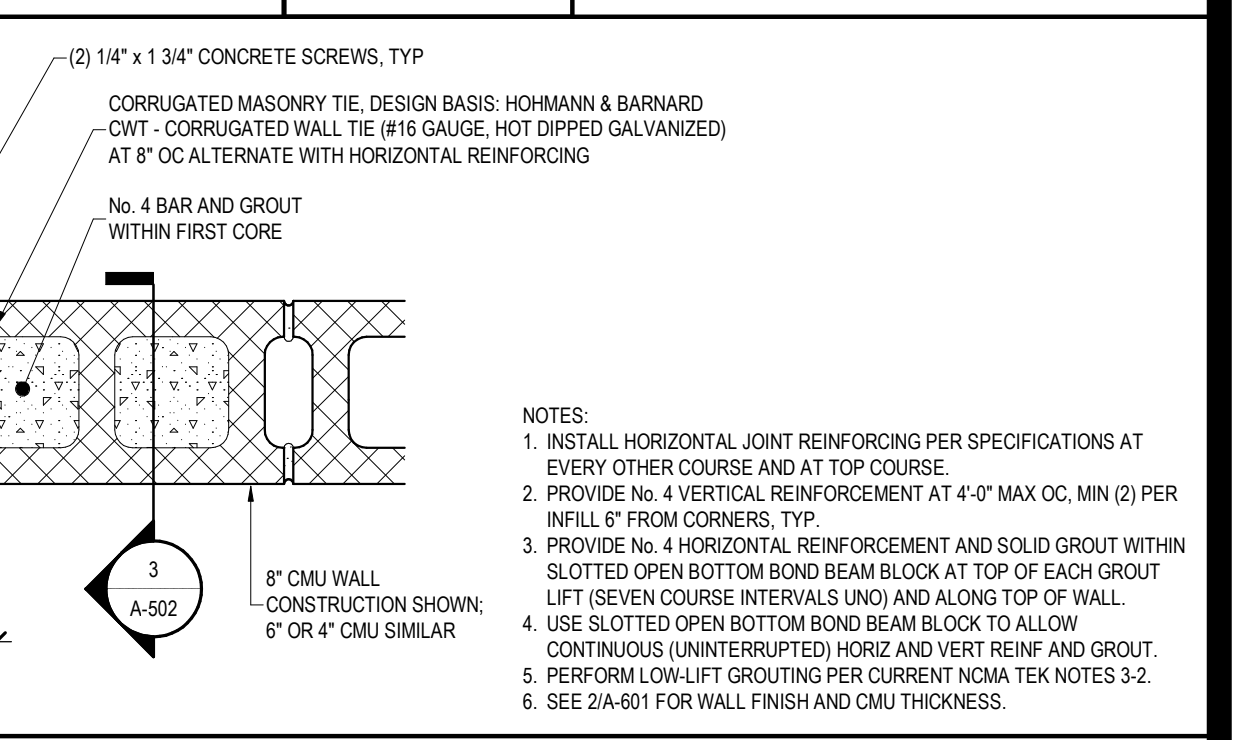 (2) 1/4" x 1 3/4" CONCRETE SCREWS, TYP
CORRUGATED MASONRY TIE, DESIGN BASIS: HOHMANN & BARNARD
CWT - CORRUGATED WALL TIE (#16 GAUGE, HOT DIPPED GALVANIZED)
AT 8" OC ALTERNATE WITH HORIZONTAL REINFORCING
No. 4 BAR AND GROUT
WITHIN FIRST CORE
3
A-502
8" CMU WALL
CONSTRUCTION SHOWN;
6" OR 4" CMU SIMILAR
NOTES:
1. INSTALL HORIZONTAL JOINT REINFORCING PER SPECIFICATIONS AT
EVERY OTHER COURSE AND AT TOP COURSE.
2. PROVIDE No. 4 VERTICAL REINFORCEMENT AT 4'-0" MAX OC, MIN (2) PER
INFILL 6" FROM CORNERS, TYP.
3. PROVIDE No. 4 HORIZONTAL REINFORCEMENT AND SOLID GROUT WITHIN
SLOTTED OPEN BOTTOM BOND BEAM BLOCK AT TOP OF EACH GROUT
LIFT (SEVEN COURSE INTERVALS UNO) AND ALONG TOP OF WALL.
4. USE SLOTTED OPEN BOTTOM BOND BEAM BLOCK TO ALLOW
CONTINUOUS (UNINTERRUPTED) HORIZ AND VERT REINF AND GROUT.
5. PERFORM LOW-LIFT GROUTING PER CURRENT NCMA TEK NOTES 3-2.
6. SEE 2/A-601 FOR WALL FINISH AND CMU THICKNESS.